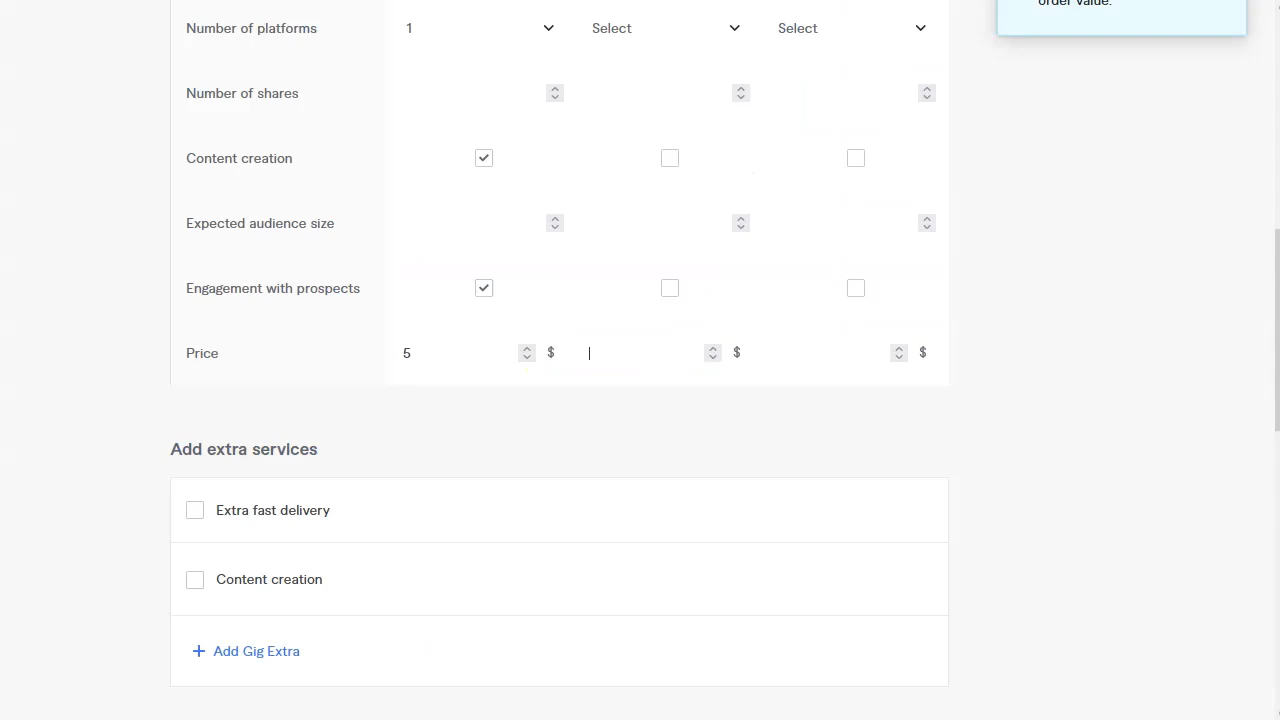 order value.
Number of platforms 1 Select Select
Number of shares
Content creation
Expected audience size
Engagement with prospects
Price 5 $ $ $
Add extra services
Extra fast delivery
Content creation
+ Add Gig Extra